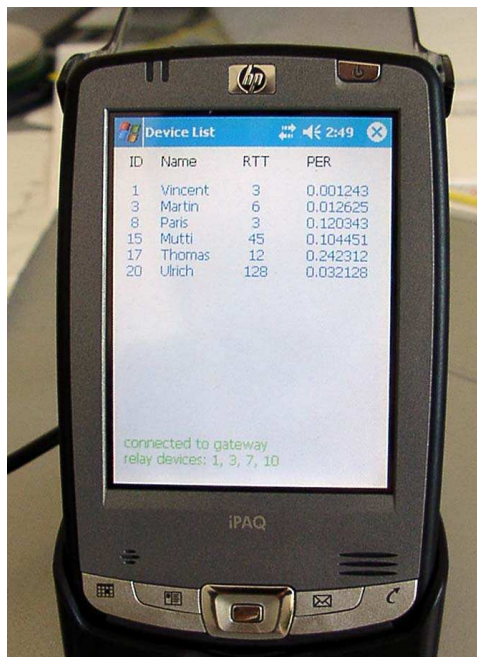 hp
Device List 2:49
ID Name RTT PER
1 Vincent 3 0.001243
3 Martin 6 0.012625
8 Paris 3 0.120343
15 Mutti 45 0.104451
17 Thomas 12 0.242312
20 Ulrich 128 0.032128
connected to gateway
relay devices: 1, 3, 7, 10
iPAQ